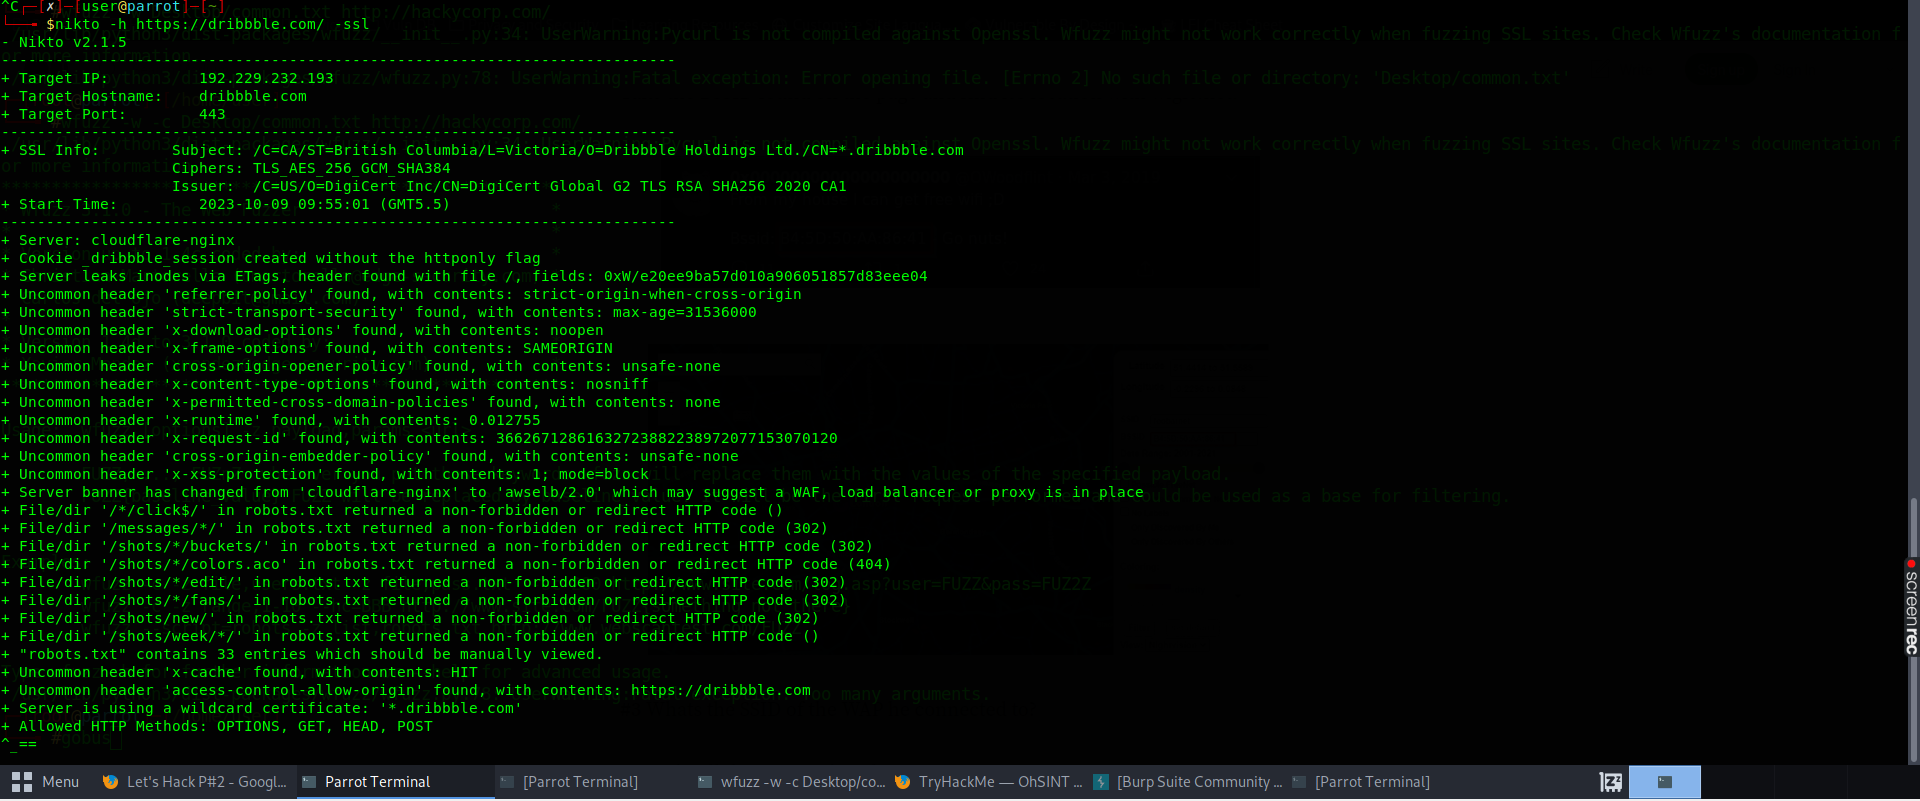 ^C┌─[✗]─[user@parrot]─[~]
└──╼ $nikto -h https://dribbble.com/ -ssl
- Nikto v2.1.5
---------------------------------------------------------------------------
+ Target IP:          192.229.232.193
+ Target Hostname:    dribbble.com
+ Target Port:        443
---------------------------------------------------------------------------
+ SSL Info:        Subject: /C=CA/ST=British Columbia/L=Victoria/O=Dribbble Holdings Ltd./CN=*.dribbble.com
                   Ciphers: TLS_AES_256_GCM_SHA384
                   Issuer:  /C=US/O=DigiCert Inc/CN=DigiCert Global G2 TLS RSA SHA256 2020 CA1
+ Start Time:         2023-10-09 09:55:01 (GMT5.5)
---------------------------------------------------------------------------
+ Server: cloudflare-nginx
+ Cookie _dribbble_session created without the httponly flag
+ Server leaks inodes via ETags, header found with file /, fields: 0xW/e20ee9ba57d010a906051857d83eee04
+ Uncommon header 'referrer-policy' found, with contents: strict-origin-when-cross-origin
+ Uncommon header 'strict-transport-security' found, with contents: max-age=31536000
+ Uncommon header 'x-download-options' found, with contents: noopen
+ Uncommon header 'x-frame-options' found, with contents: SAMEORIGIN
+ Uncommon header 'cross-origin-opener-policy' found, with contents: unsafe-none
+ Uncommon header 'x-content-type-options' found, with contents: nosniff
+ Uncommon header 'x-permitted-cross-domain-policies' found, with contents: none
+ Uncommon header 'x-runtime' found, with contents: 0.012755
+ Uncommon header 'x-request-id' found, with contents: 36626712861632723882238972077153070120
+ Uncommon header 'cross-origin-embedder-policy' found, with contents: unsafe-none
+ Uncommon header 'x-xss-protection' found, with contents: 1; mode=block
+ Server banner has changed from 'cloudflare-nginx' to 'awselb/2.0' which may suggest a WAF, load balancer or proxy is in place
+ File/dir '/*/click$/' in robots.txt returned a non-forbidden or redirect HTTP code ()
+ File/dir '/messages/*/' in robots.txt returned a non-forbidden or redirect HTTP code (302)
+ File/dir '/shots/*/buckets/' in robots.txt returned a non-forbidden or redirect HTTP code (302)
+ File/dir '/shots/*/colors.aco' in robots.txt returned a non-forbidden or redirect HTTP code (404)
+ File/dir '/shots/*/edit/' in robots.txt returned a non-forbidden or redirect HTTP code (302)
+ File/dir '/shots/*/fans/' in robots.txt returned a non-forbidden or redirect HTTP code (302)
+ File/dir '/shots/new/' in robots.txt returned a non-forbidden or redirect HTTP code (302)
+ File/dir '/shots/week/*/' in robots.txt returned a non-forbidden or redirect HTTP code ()
+ "robots.txt" contains 33 entries which should be manually viewed.
+ Uncommon header 'x-cache' found, with contents: HIT
+ Uncommon header 'access-control-allow-origin' found, with contents: https://dribbble.com
+ Server is using a wildcard certificate: '*.dribbble.com'
+ Allowed HTTP Methods: OPTIONS, GET, HEAD, POST
^_==
screenrec
Menu
Let's Hack P#2 - Googl...
Parrot Terminal
[Parrot Terminal]
wfuzz -w -c Desktop/co...
TryHackMe — OhSINT ...
[Burp Suite Community ...
[Parrot Terminal]